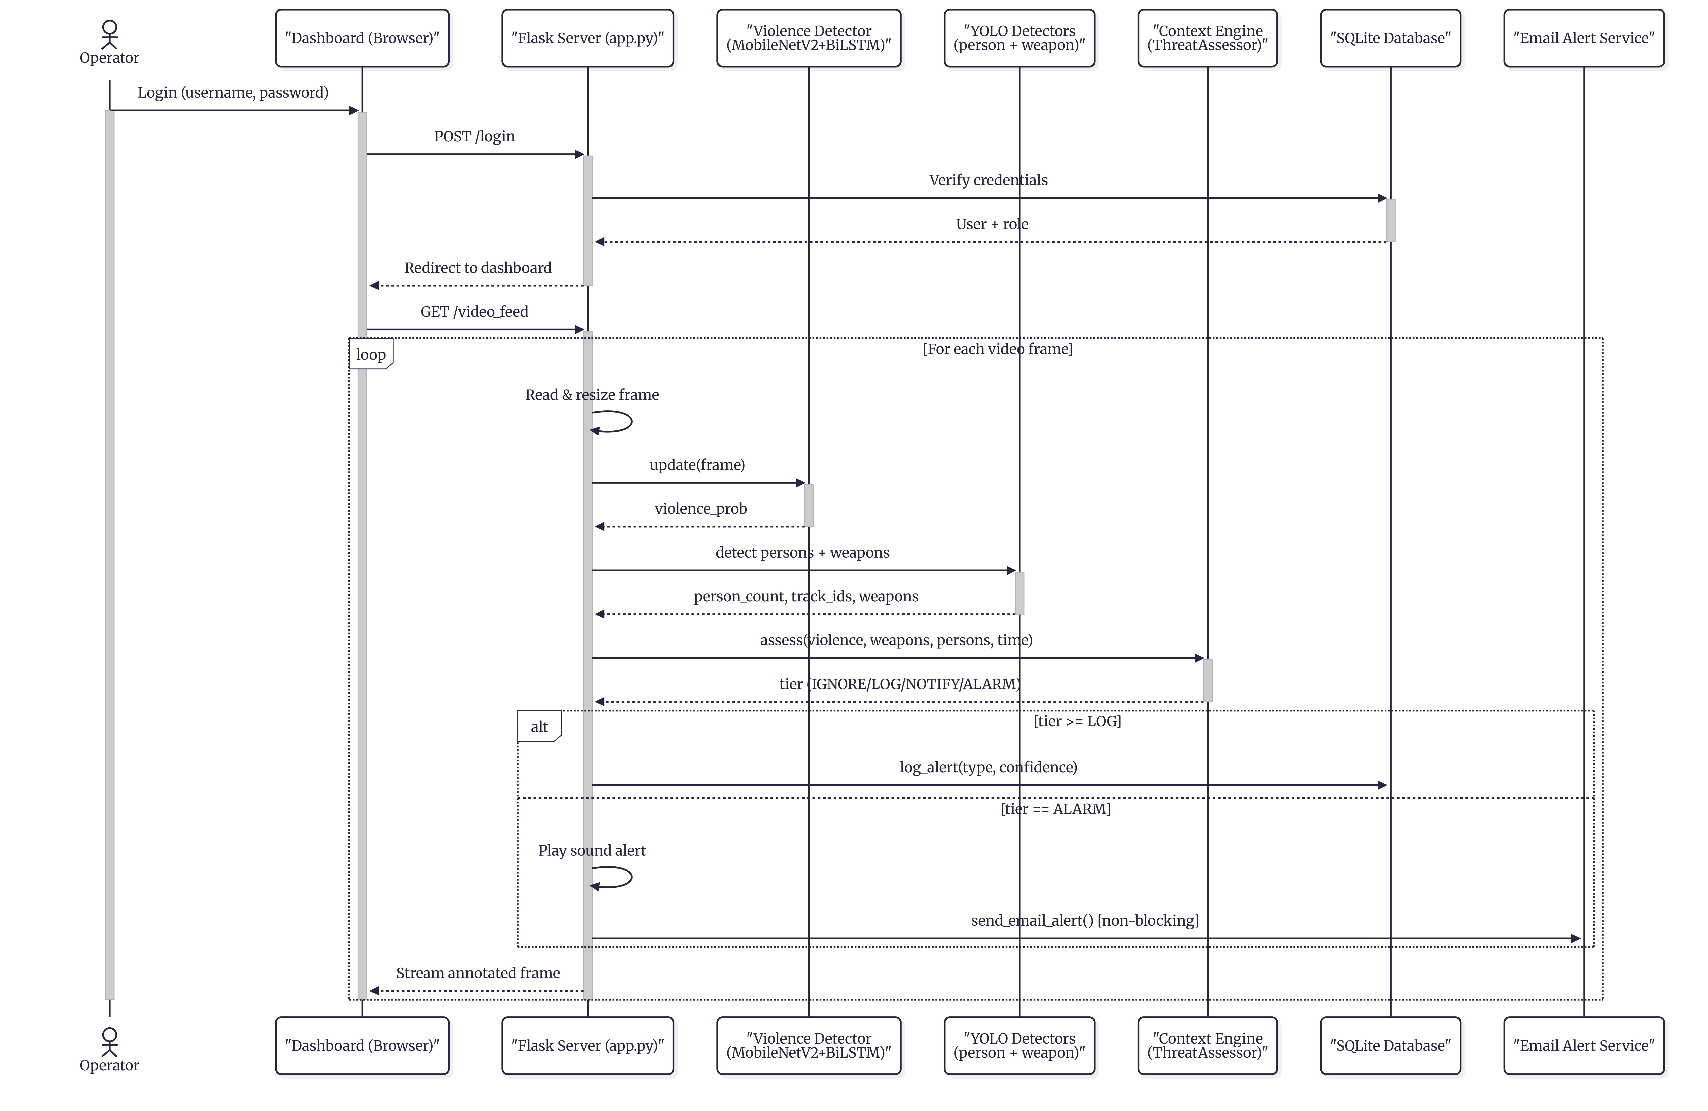 Operator
"Dashboard (Browser)"
"Flask Server (app.py)"
"Violence Detector
(MobileNetV2+BiLSTM)"
"YOLO Detectors
(person + weapon)"
"Context Engine
(ThreatAssessor)"
"SQLite Database"
"Email Alert Service"
Login (username, password)
POST /login
Verify credentials
User + role
Redirect to dashboard
GET /video_feed
loop
[For each video frame]
Read & resize frame
update(frame)
violence_prob
detect persons + weapons
person_count, track_ids, weapons
assess(violence, weapons, persons, time)
tier (IGNORE/LOG/NOTIFY/ALARM)
alt
[tier >= LOG]
log_alert(type, confidence)
[tier == ALARM]
Play sound alert
send_email_alert() [non-blocking]
Stream annotated frame
Operator
"Dashboard (Browser)"
"Flask Server (app.py)"
"Violence Detector
(MobileNetV2+BiLSTM)"
"YOLO Detectors
(person + weapon)"
"Context Engine
(ThreatAssessor)"
"SQLite Database"
"Email Alert Service"